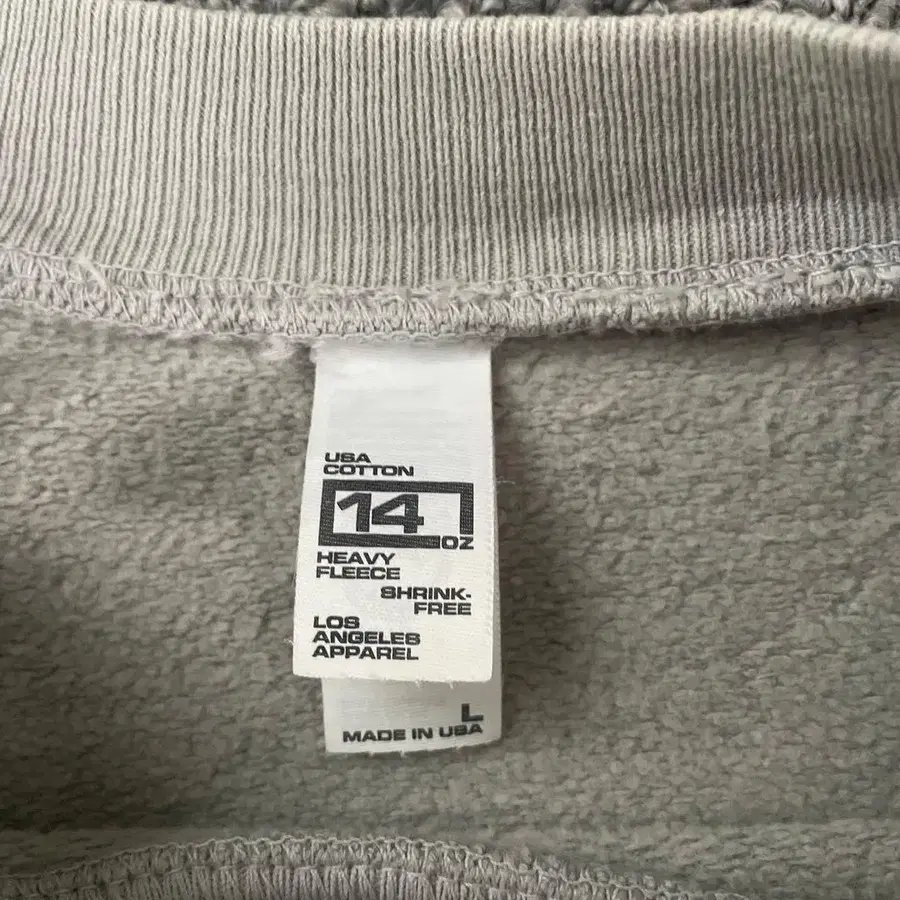 USA
COTTON
14
OZ
HEAVY
FLEECE
SHRINK-
FREE
LOS
ANGELES
APPAREL
L
MADE IN USA